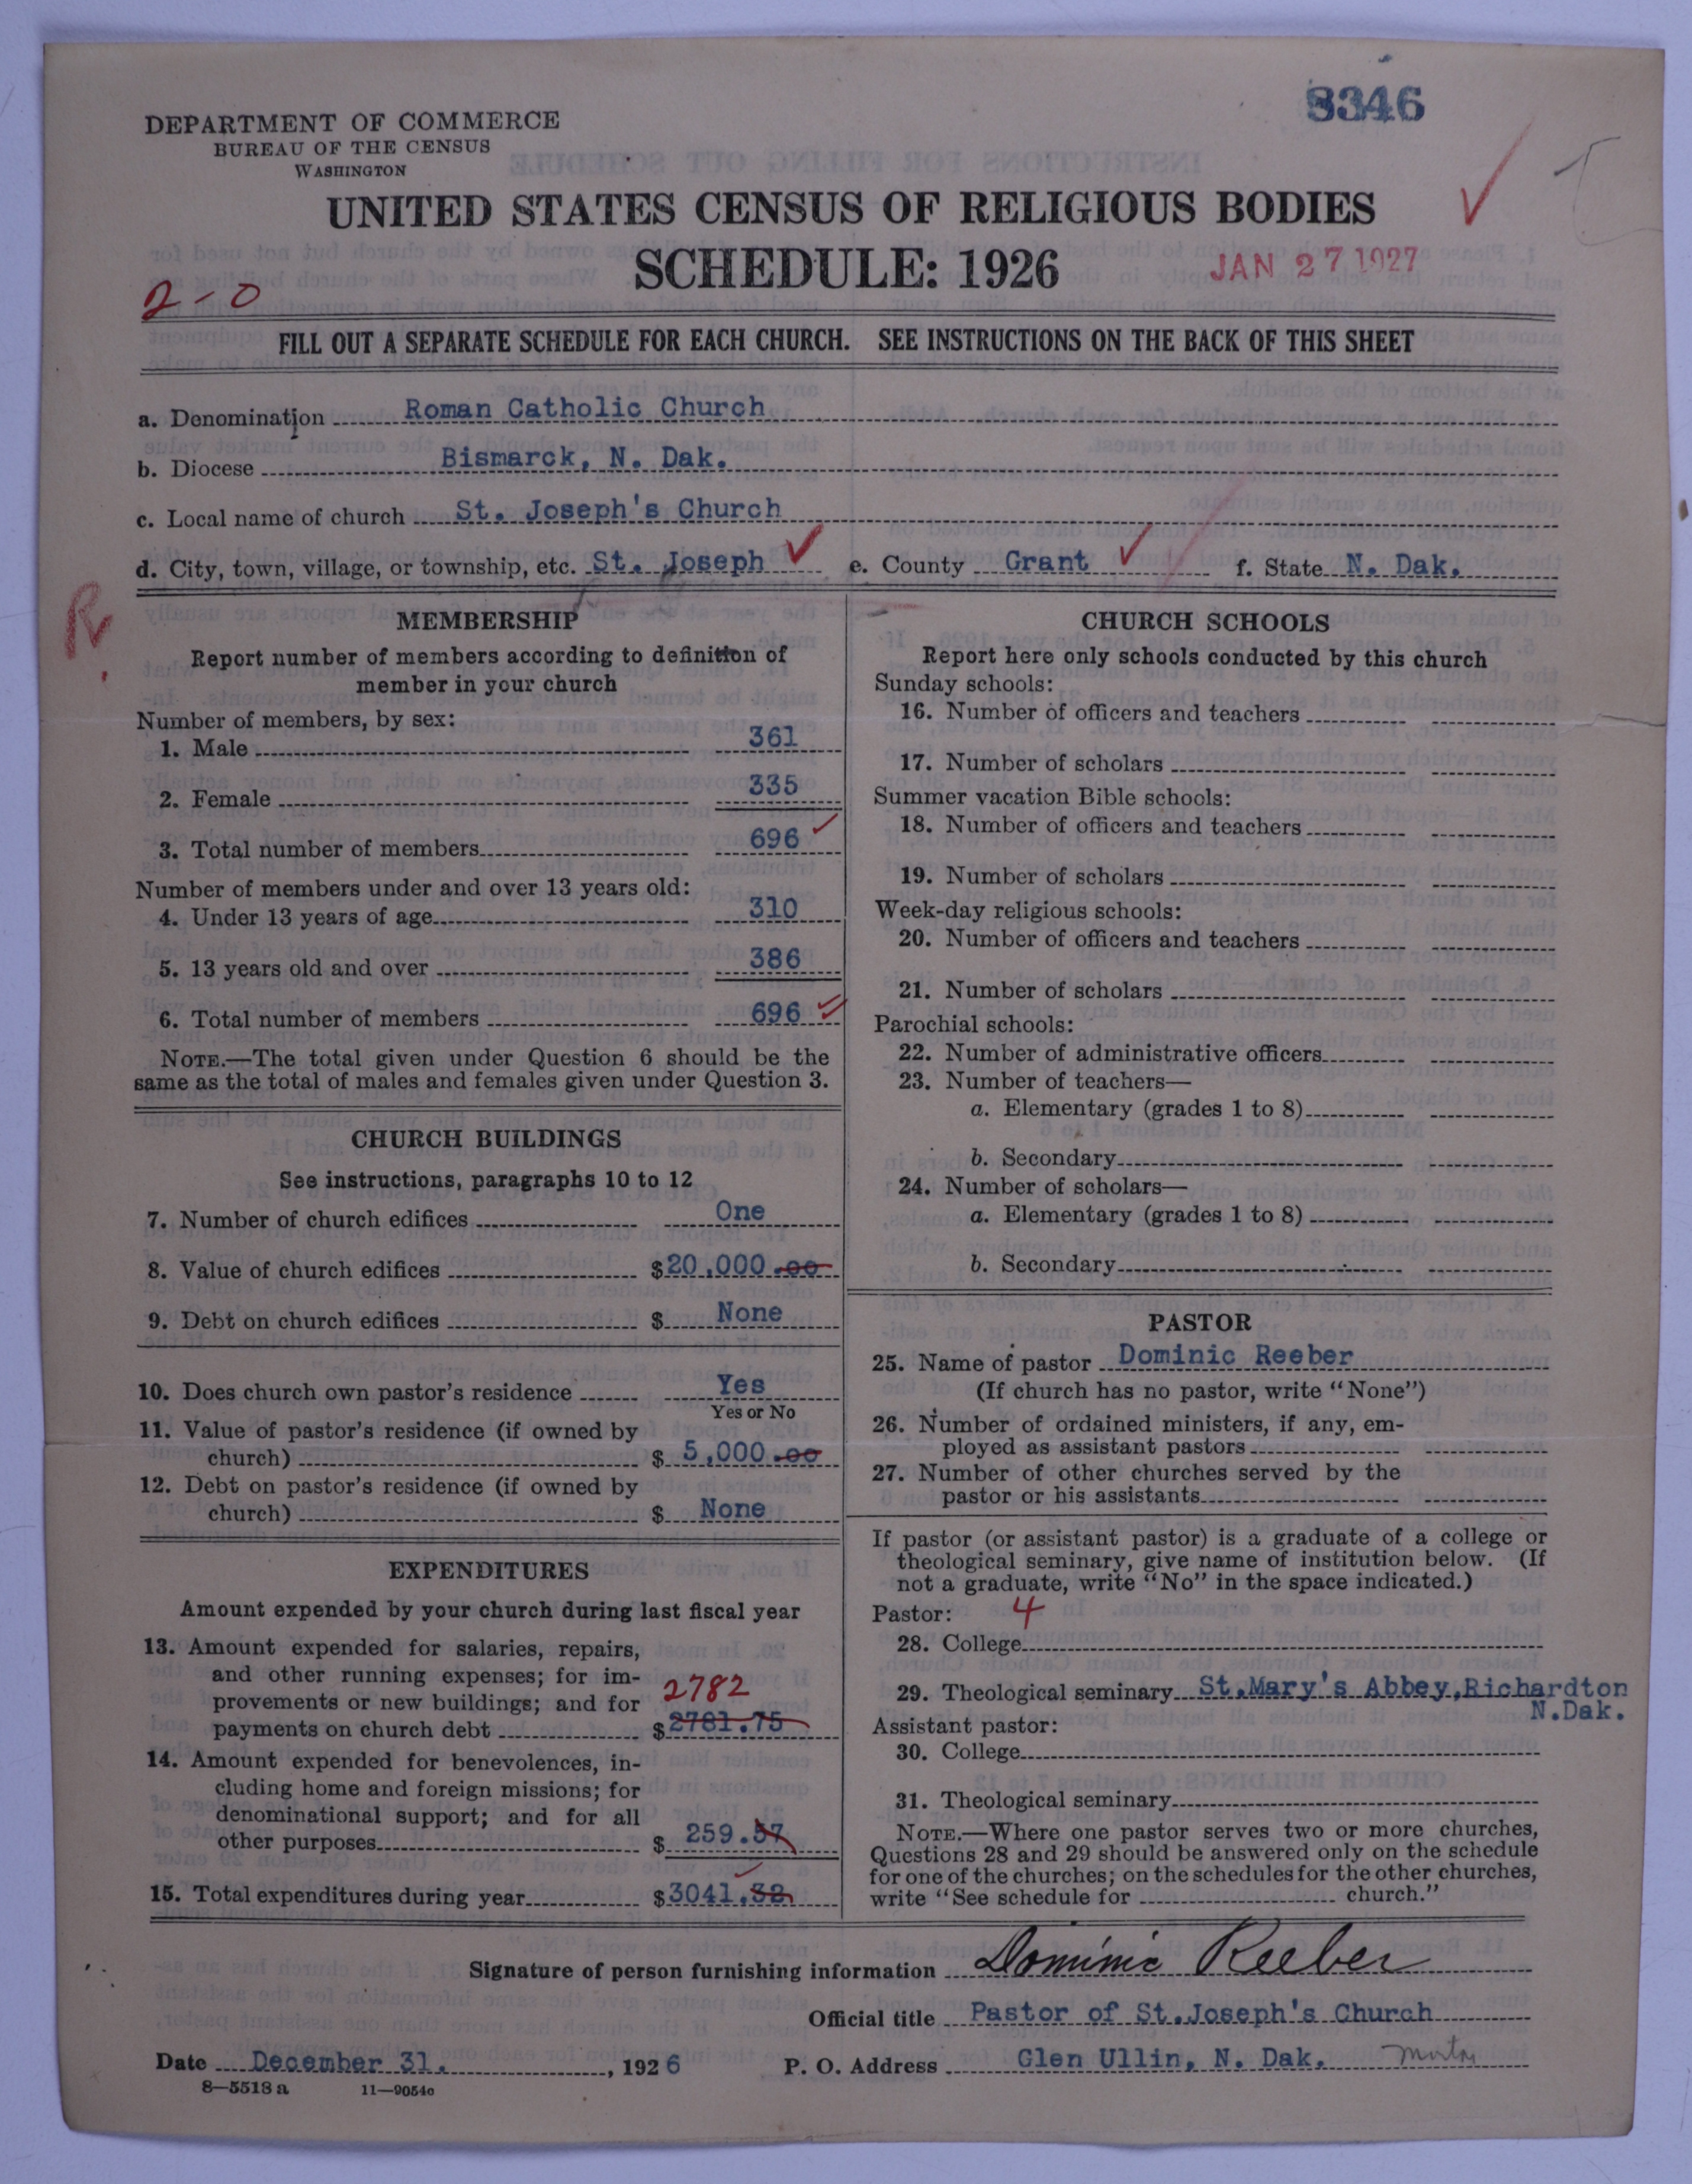 3346
DEPARTMENT OF COMMERCE
BUREAU OF THE CENSUS
WASHINGTON
UNITED STATES CENSUS OF RELIGIOUS BODIES
SCHEDULE: 1926
JAN 27 1927
2-0
FILL OUT A SEPARATE SCHEDULE FOR EACH CHURCH. SEE INSTRUCTIONS ON THE BACK OF THIS SHEET
a. Denomination Roman Catholic Church
b. Diocese Bismarck, N. Dak.
c. Local name of church St. Joseph's Church
d. City, town, village, or township, etc. St. Joseph e. County Grant f. State N. Dak.
R
MEMBERSHIP
Report number of members according to definition of
member in your church
Number of members, by sex:
1. Male 361
2. Female 335
3. Total number of members 696
Number of members under and over 13 years old:
4. Under 13 years of age 310
5. 13 years old and over 386
6. Total number of members 696
NOTE.—The total given under Question 6 should be the
same as the total of males and females given under Question 3.
CHURCH BUILDINGS
See instructions, paragraphs 10 to 12
7. Number of church edifices One
8. Value of church edifices $20,000.00
9. Debt on church edifices $ None
10. Does church own pastor's residence Yes
Yes or No
11. Value of pastor's residence (if owned by
church) $ 5,000.00
12. Debt on pastor's residence (if owned by
church) $ None
EXPENDITURES
Amount expended by your church during last fiscal year
13. Amount expended for salaries, repairs,
and other running expenses; for im-
provements or new buildings; and for 2782
payments on church debt $2781.75
14. Amount expended for benevolences, in-
cluding home and foreign missions; for
denominational support; and for all
other purposes $ 259.57
15. Total expenditures during year $3041.32
CHURCH SCHOOLS
Report here only schools conducted by this church
Sunday schools:
16. Number of officers and teachers
17. Number of scholars
Summer vacation Bible schools:
18. Number of officers and teachers
19. Number of scholars
Week-day religious schools:
20. Number of officers and teachers
21. Number of scholars
Parochial schools:
22. Number of administrative officers
23. Number of teachers—
a. Elementary (grades 1 to 8)
b. Secondary
24. Number of scholars—
a. Elementary (grades 1 to 8)
b. Secondary
PASTOR
25. Name of pastor Dominic Reeber
(If church has no pastor, write "None")
26. Number of ordained ministers, if any, em-
ployed as assistant pastors
27. Number of other churches served by the
pastor or his assistants
If pastor (or assistant pastor) is a graduate of a college or
theological seminary, give name of institution below. (If
not a graduate, write "No" in the space indicated.)
Pastor: 4
28. College
29. Theological seminary St.Mary's Abbey,Richardton
N.Dak.
Assistant pastor:
30. College
31. Theological seminary
NOTE.—Where one pastor serves two or more churches,
Questions 28 and 29 should be answered only on the schedule
for one of the churches; on the schedules for the other churches,
write "See schedule for church."
Signature of person furnishing information Dominic Reeber
Official title Pastor of St.Joseph's Church
Date December 31, 1926 P. O. Address Glen Ullin, N. Dak. Morton
8—5518 a 11—9054o